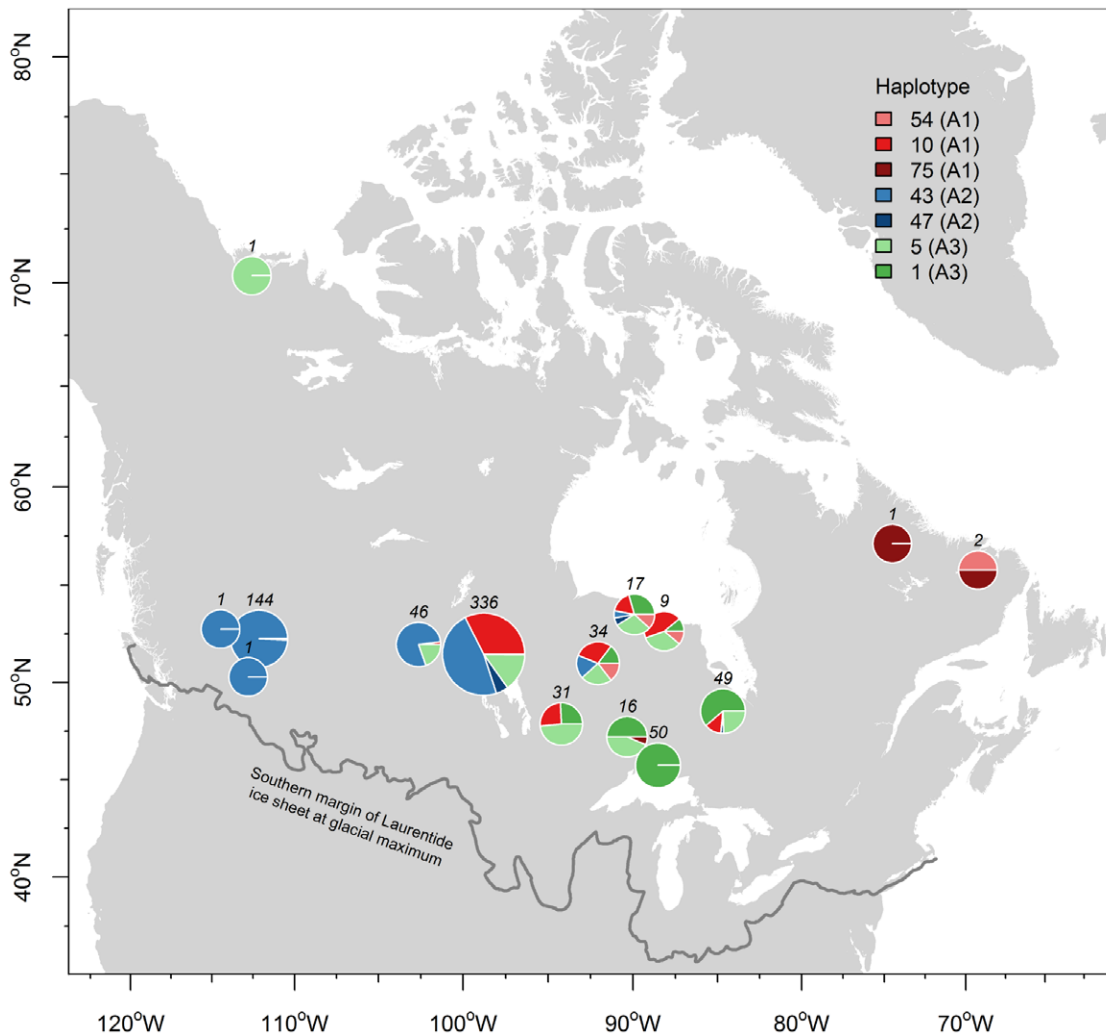 80°N
70°N
60°N
50°N
40°N
Haplotype
54 (A1)
10 (A1)
75 (A1)
43 (A2)
47 (A2)
5 (A3)
1 (A3)
1
1
2
17
9
1
144
46
336
34
1
49
31
16
50
Southern margin of Laurentide
ice sheet at glacial maximum
120°W
110°W
100°W
90°W
80°W
70°W